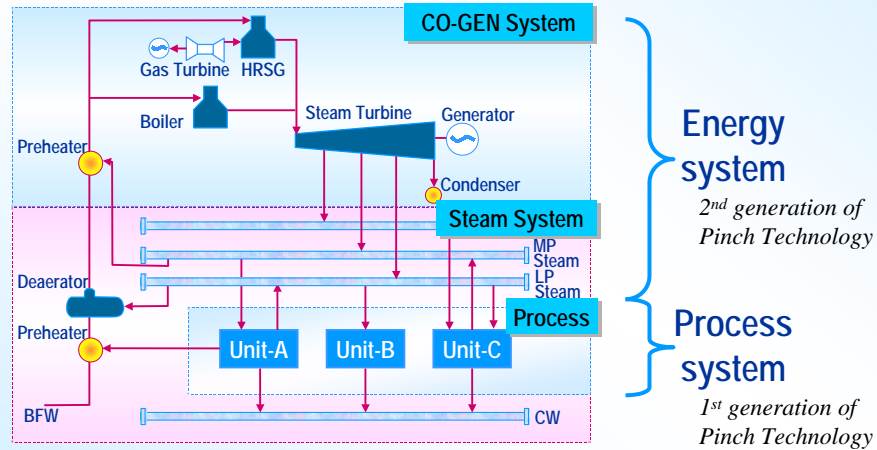 CO-GEN System
Gas Turbine
HRSG
Boiler
Steam Turbine
Generator
Preheater
Condenser
Steam System
MP
Steam
LP
Steam
Deaerator
Process
Preheater
Unit-A
Unit-B
Unit-C
BFW
CW
Energy
system
2nd generation of
Pinch Technology
Process
system
1st generation of
Pinch Technology